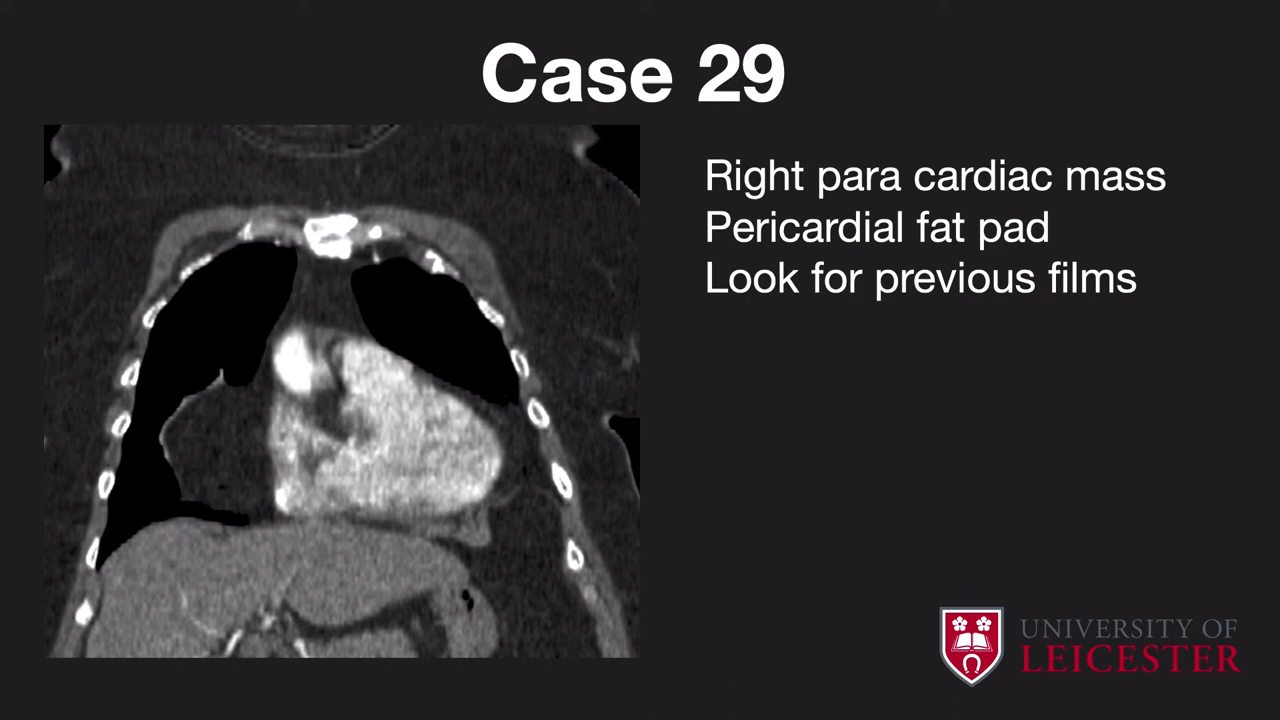 Case 29
Right para cardiac mass
Pericardial fat pad
Look for previous films
UNIVERSITY OF
LEICESTER